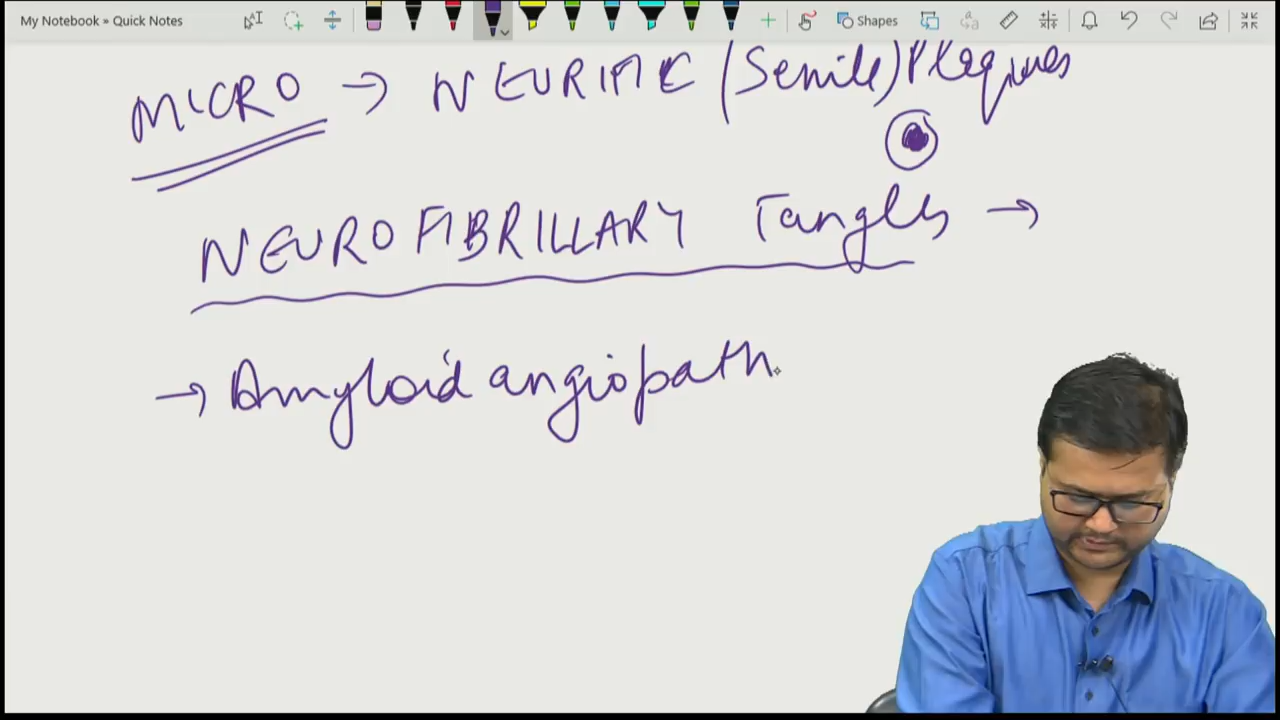 My Notebook » Quick Notes
Shapes
MICRO → NEURITIC (Senile) Plaques
NEUROFIBRILLARY Tangles →
→ Amyloid angiopath